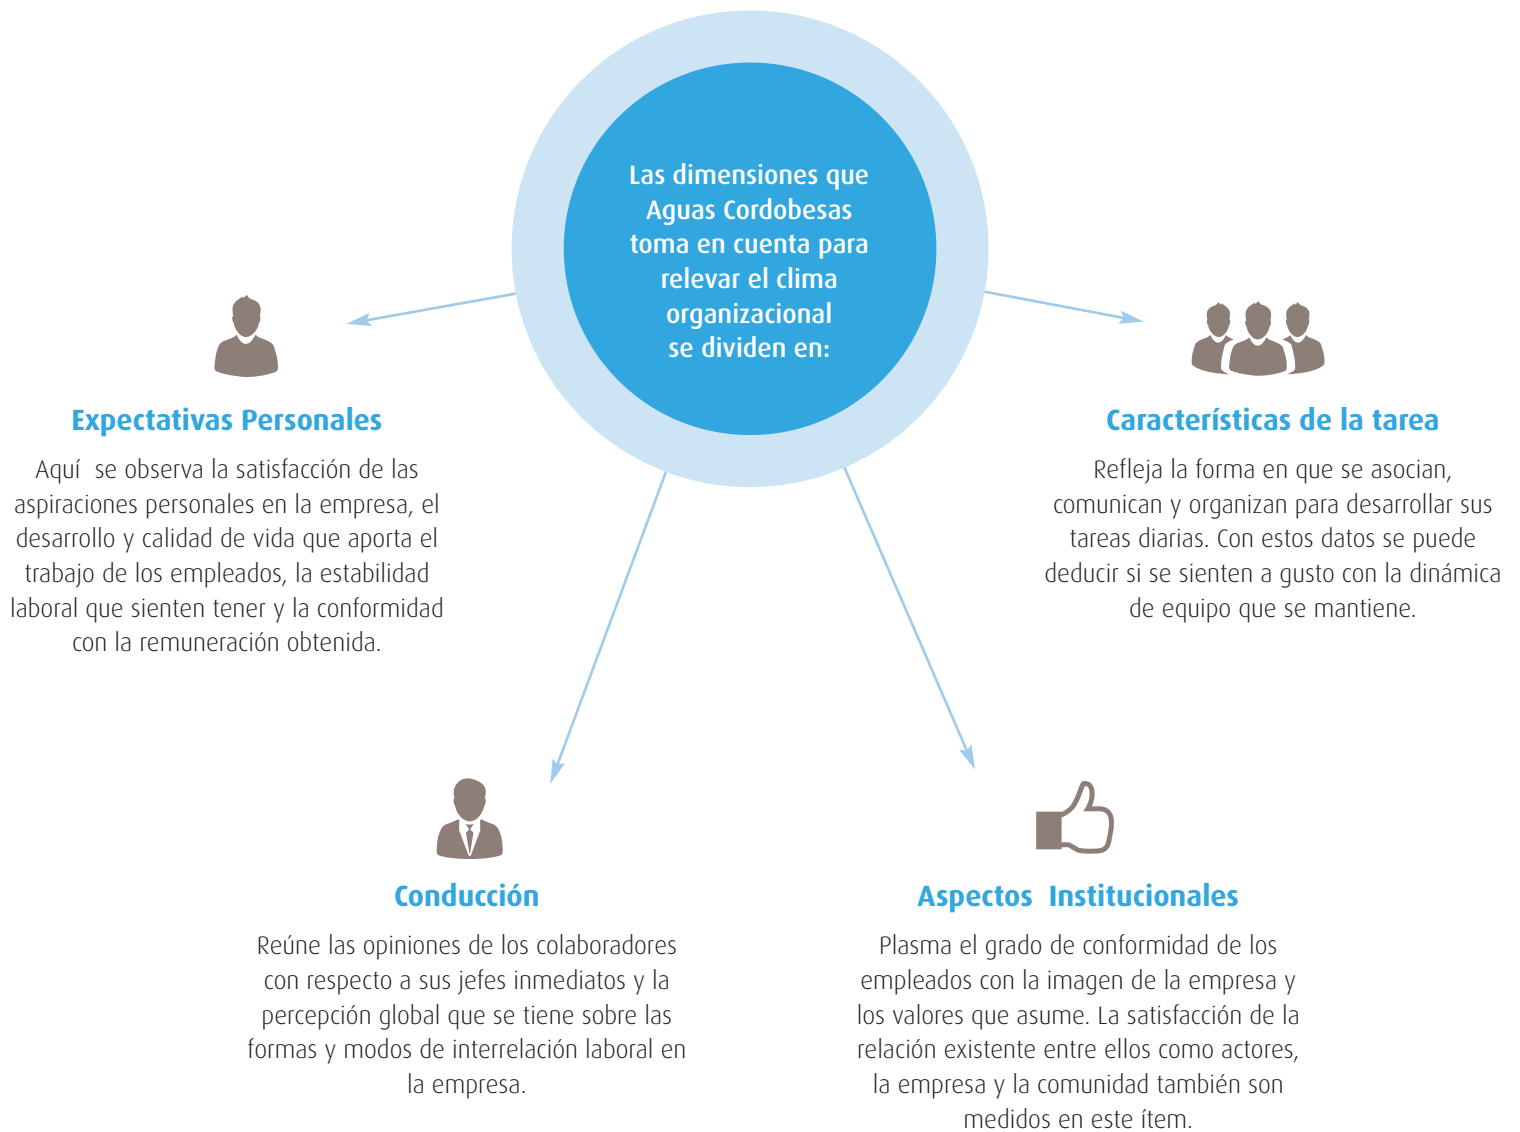 Las dimensiones que
Aguas Cordobesas
toma en cuenta para
relevar el clima
organizacional
se dividen en:
Expectativas Personales
Aquí  se observa la satisfacción de las
aspiraciones personales en la empresa, el
desarrollo y calidad de vida que aporta el
trabajo de los empleados, la estabilidad
laboral que sienten tener y la conformidad
con la remuneración obtenida.
Características de la tarea
Refleja la forma en que se asocian,
comunican y organizan para desarrollar sus
tareas diarias. Con estos datos se puede
deducir si se sienten a gusto con la dinámica
de equipo que se mantiene.
Conducción
Reúne las opiniones de los colaboradores
con respecto a sus jefes inmediatos y la
percepción global que se tiene sobre las
formas y modos de interrelación laboral en
la empresa.
Aspectos  Institucionales
Plasma el grado de conformidad de los
empleados con la imagen de la empresa y
los valores que asume. La satisfacción de la
relación existente entre ellos como actores,
la empresa y la comunidad también son
medidos en este ítem.